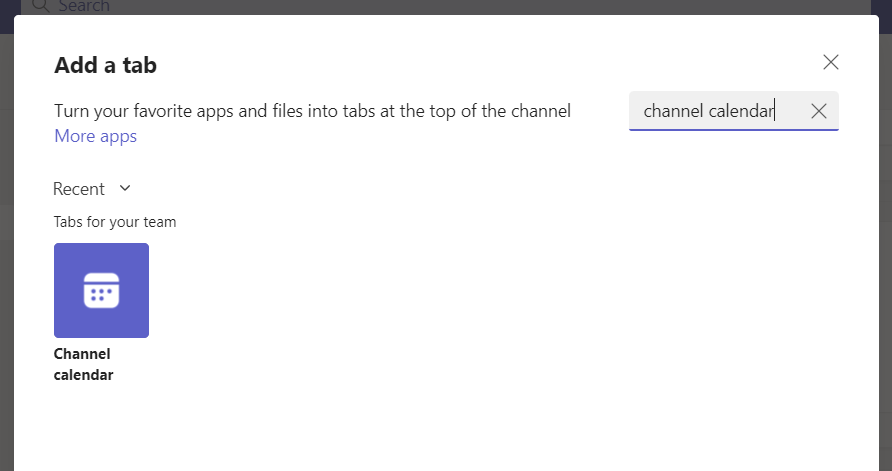 Search
Add a tab
Turn your favorite apps and files into tabs at the top of the channel
More apps
channel calendar
Recent
Tabs for your team
Channel
calendar